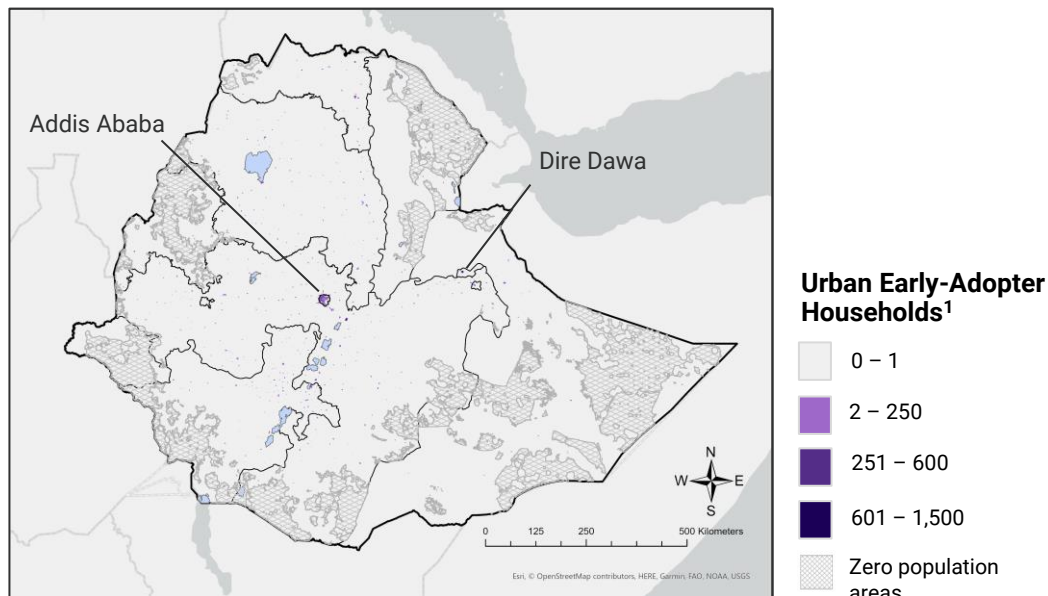 Addis Ababa
Dire Dawa
N
W E
S
0 125 250 500 Kilometers
Esri, © OpenStreetMap contributors, HERE, Garmin, FAO, NOAA, USGS
Urban Early-Adopter
Households¹
0 – 1
2 – 250
251 – 600
601 – 1,500
Zero population
areas